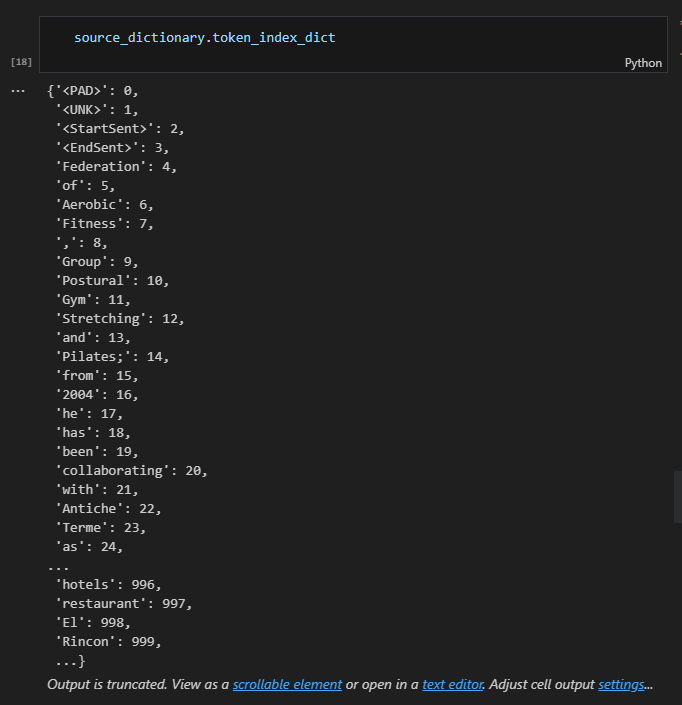 source_dictionary.token_index_dict
[18]
Python
... {'<PAD>': 0,
'<UNK>': 1,
'<StartSent>': 2,
'<EndSent>': 3,
'Federation': 4,
'of': 5,
'Aerobic': 6,
'Fitness': 7,
',': 8,
'Group': 9,
'Postural': 10,
'Gym': 11,
'Stretching': 12,
'and': 13,
'Pilates;': 14,
'from': 15,
'2004': 16,
'he': 17,
'has': 18,
'been': 19,
'collaborating': 20,
'with': 21,
'Antiche': 22,
'Terme': 23,
'as': 24,
...
'hotels': 996,
'restaurant': 997,
'El': 998,
'Rincon': 999,
...}
Output is truncated. View as a scrollable element or open in a text editor. Adjust cell output settings...